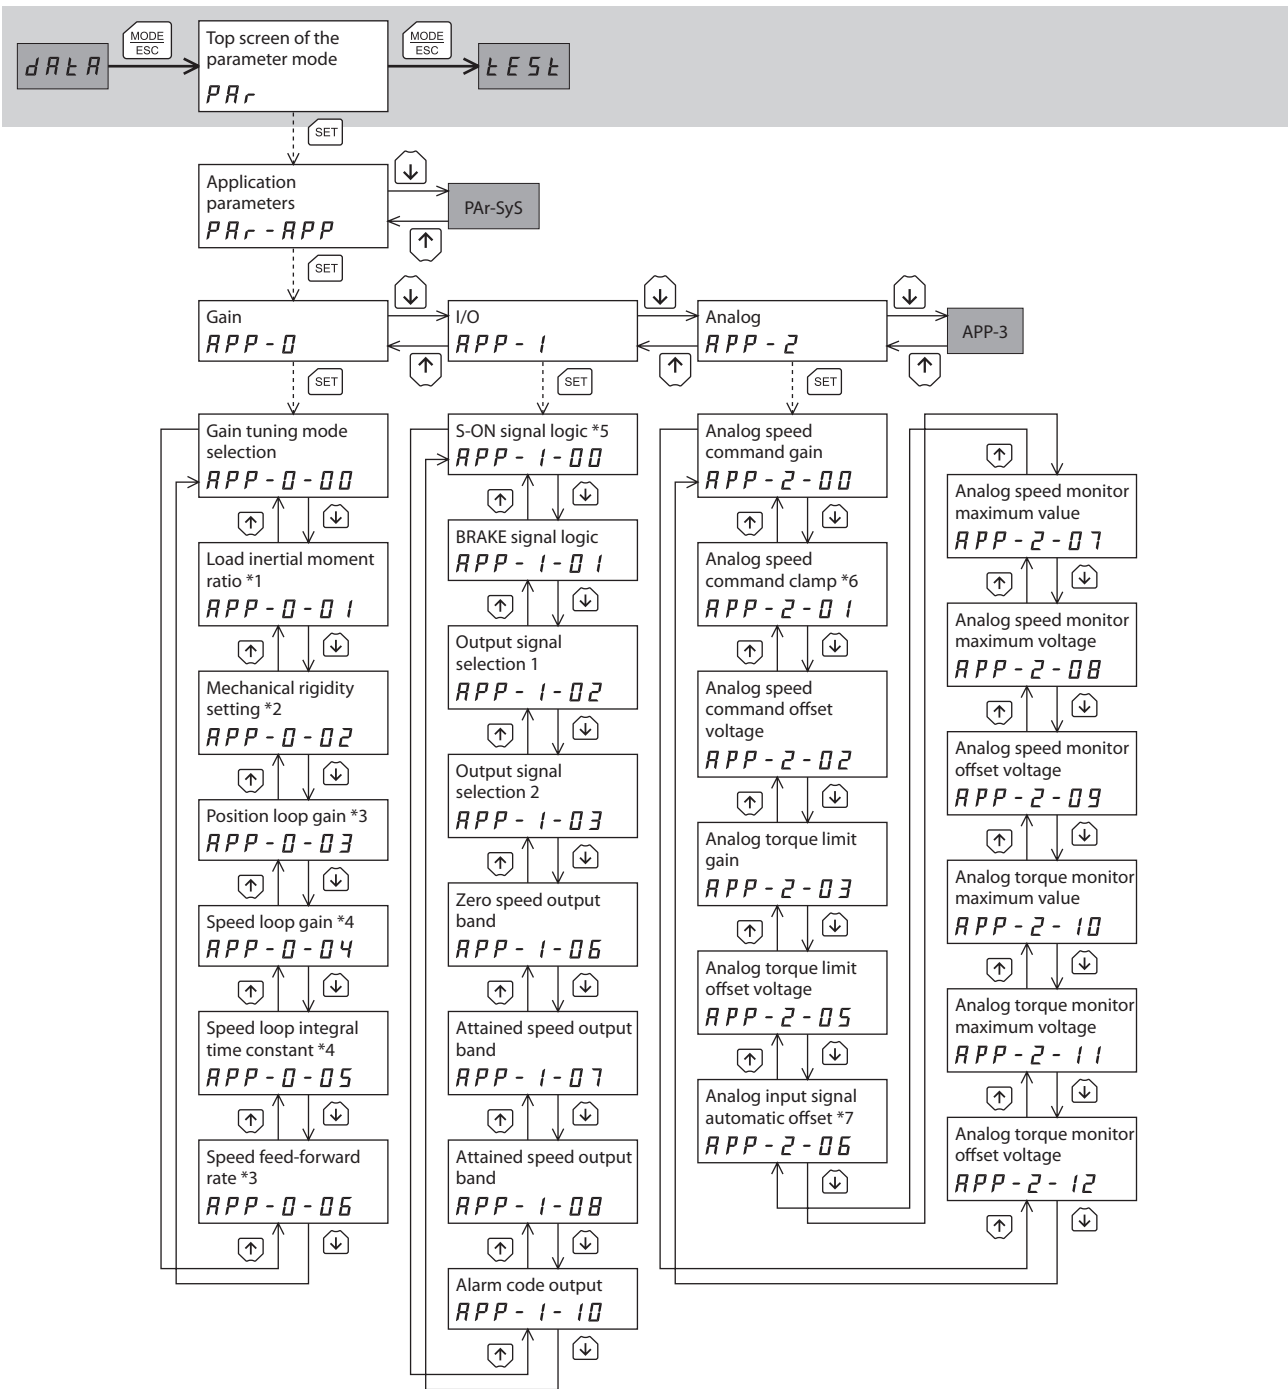 MODE
ESC
Top screen of the
parameter mode
PAr
dAtA
MODE
ESC
tESt
SET
Application
parameters
PAr-APP
PAr-SyS
SET
Gain
APP-0
I/O
APP-1
Analog
APP-2
APP-3
SET
SET
SET
Gain tuning mode
selection
APP-0-00
Load inertial moment
ratio *1
APP-0-01
Mechanical rigidity
setting *2
APP-0-02
Position loop gain *3
APP-0-03
Speed loop gain *4
APP-0-04
Speed loop integral
time constant *4
APP-0-05
Speed feed-forward
rate *3
APP-0-06
S-ON signal logic *5
APP-1-00
BRAKE signal logic
APP-1-01
Output signal
selection 1
APP-1-02
Output signal
selection 2
APP-1-03
Zero speed output
band
APP-1-06
Attained speed output
band
APP-1-07
Attained speed output
band
APP-1-08
Alarm code output
APP-1-10
Analog speed
command gain
APP-2-00
Analog speed
command clamp *6
APP-2-01
Analog speed
command offset
voltage
APP-2-02
Analog torque limit
gain
APP-2-03
Analog torque limit
offset voltage
APP-2-05
Analog input signal
automatic offset *7
APP-2-06
Analog speed monitor
maximum value
APP-2-07
Analog speed monitor
maximum voltage
APP-2-08
Analog speed monitor
offset voltage
APP-2-09
Analog torque monitor
maximum value
APP-2-10
Analog torque monitor
maximum voltage
APP-2-11
Analog torque monitor
offset voltage
APP-2-12